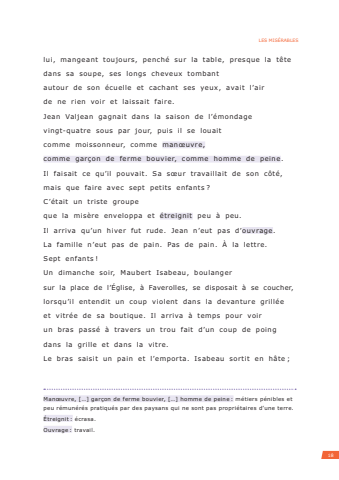 LES MISÉRABLES
lui, mangeant toujours, penché sur la table, presque la tête
dans sa soupe, ses longs cheveux tombant
autour de son écuelle et cachant ses yeux, avait l'air
de ne rien voir et laissait faire.
Jean Valjean gagnait dans la saison de l'émondage
vingt-quatre sous par jour, puis il se louait
comme moissonneur, comme manœuvre,
comme garçon de ferme bouvier, comme homme de peine.
Il faisait ce qu'il pouvait. Sa sœur travaillait de son côté,
mais que faire avec sept petits enfants ?
C'était un triste groupe
que la misère enveloppa et étreignit peu à peu.
Il arriva qu'un hiver fut rude. Jean n'eut pas d'ouvrage.
La famille n'eut pas de pain. Pas de pain. À la lettre.
Sept enfants !
Un dimanche soir, Maubert Isabeau, boulanger
sur la place de l'Église, à Faverolles, se disposait à se coucher,
lorsqu'il entendit un coup violent dans la devanture grillée
et vitrée de sa boutique. Il arriva à temps pour voir
un bras passé à travers un trou fait d'un coup de poing
dans la grille et dans la vitre.
Le bras saisit un pain et l'emporta. Isabeau sortit en hâte ;
Manœuvre, [...] garçon de ferme bouvier, [...] homme de peine : métiers pénibles et
peu rémunérés pratiqués par des paysans qui ne sont pas propriétaires d'une terre.
Étreignit : écrasa.
Ouvrage : travail.